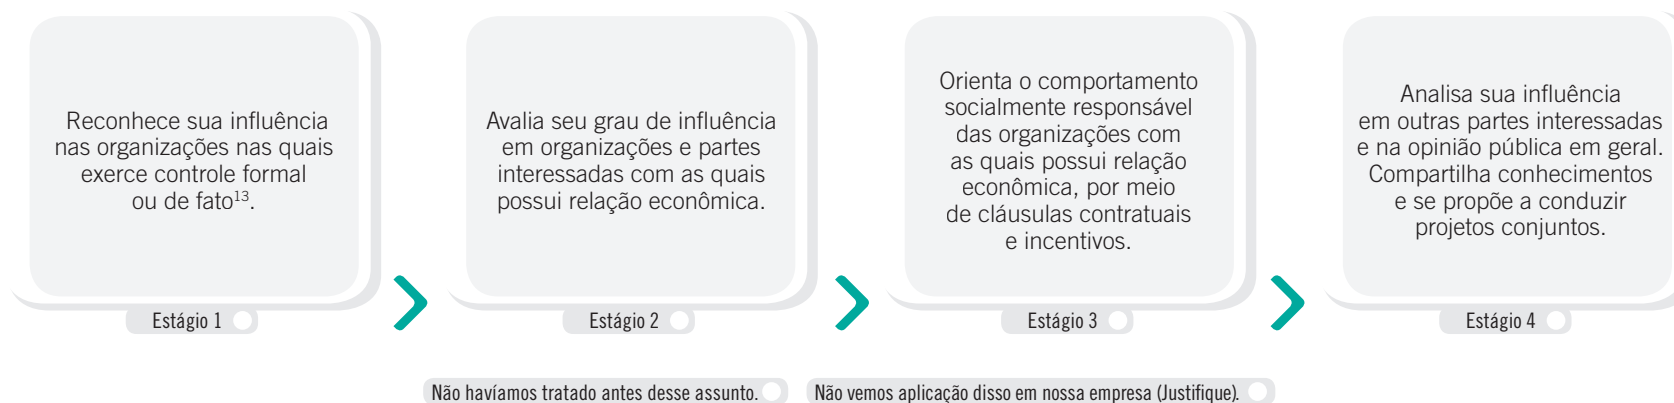 Reconhece sua influência
nas organizações nas quais
exerce controle formal
ou de fato¹³.
Estágio 1
Avalia seu grau de influência
em organizações e partes
interessadas com as quais
possui relação econômica.
Estágio 2
Orienta o comportamento
socialmente responsável
das organizações com
as quais possui relação
econômica, por meio
de cláusulas contratuais
e incentivos.
Estágio 3
Analisa sua influência
em outras partes interessadas
e na opinião pública em geral.
Compartilha conhecimentos
e se propõe a conduzir
projetos conjuntos.
Estágio 4
Não havíamos tratado antes desse assunto.
Não vemos aplicação disso em nossa empresa (Justifique).